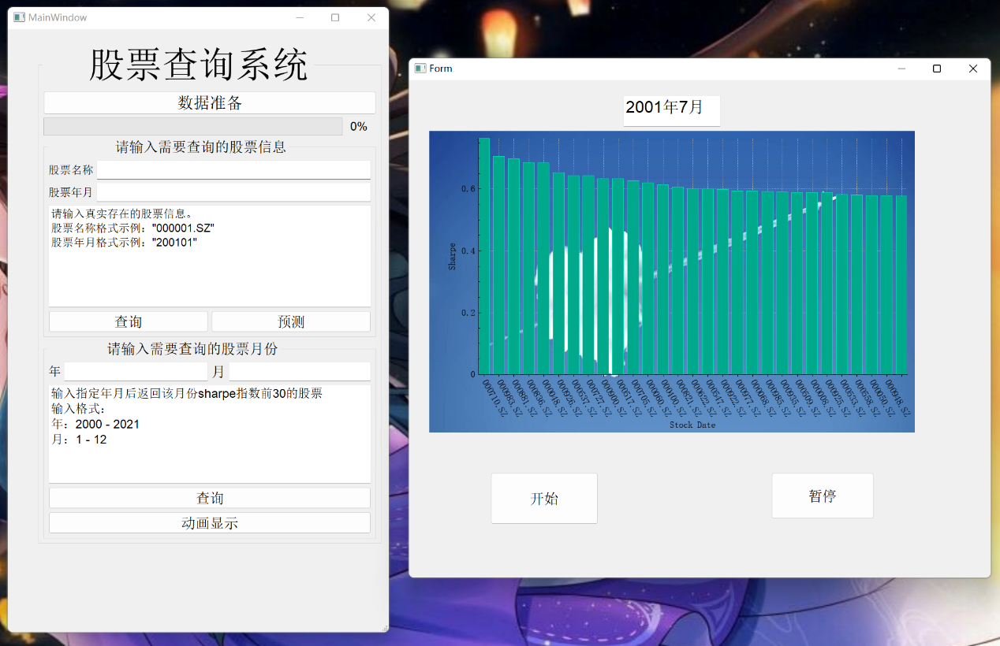 MainWindow
股票查询系统
数据准备
0%
请输入需要查询的股票信息
股票名称
股票年月
请输入真实存在的股票信息。
股票名称格式示例："000001.SZ"
股票年月格式示例："200101"
查询 预测
请输入需要查询的股票月份
年 月
输入指定年月后返回该月份sharpe指数前30的股票
输入格式：
年：2000 - 2021
月：1 - 12
查询
动画显示
Form
2001年7月
0.6
0.4
0.2
0
Sharpe
000710.SZ 000983.SZ 000881.SZ 000836.SZ 000018.SZ 000926.SZ 000537.SZ 000727.SZ 000900.SZ 000517.SZ 000705.SZ 000060.SZ 000400.SZ 000821.SZ 000022.SZ 000547.SZ 000922.SZ 000977.SZ 000068.SZ 000985.SZ 000935.SZ 000509.SZ 000008.SZ 000925.SZ 000533.SZ 000558.SZ 000050.SZ 000918.SZ
Stock Date
开始 暂停